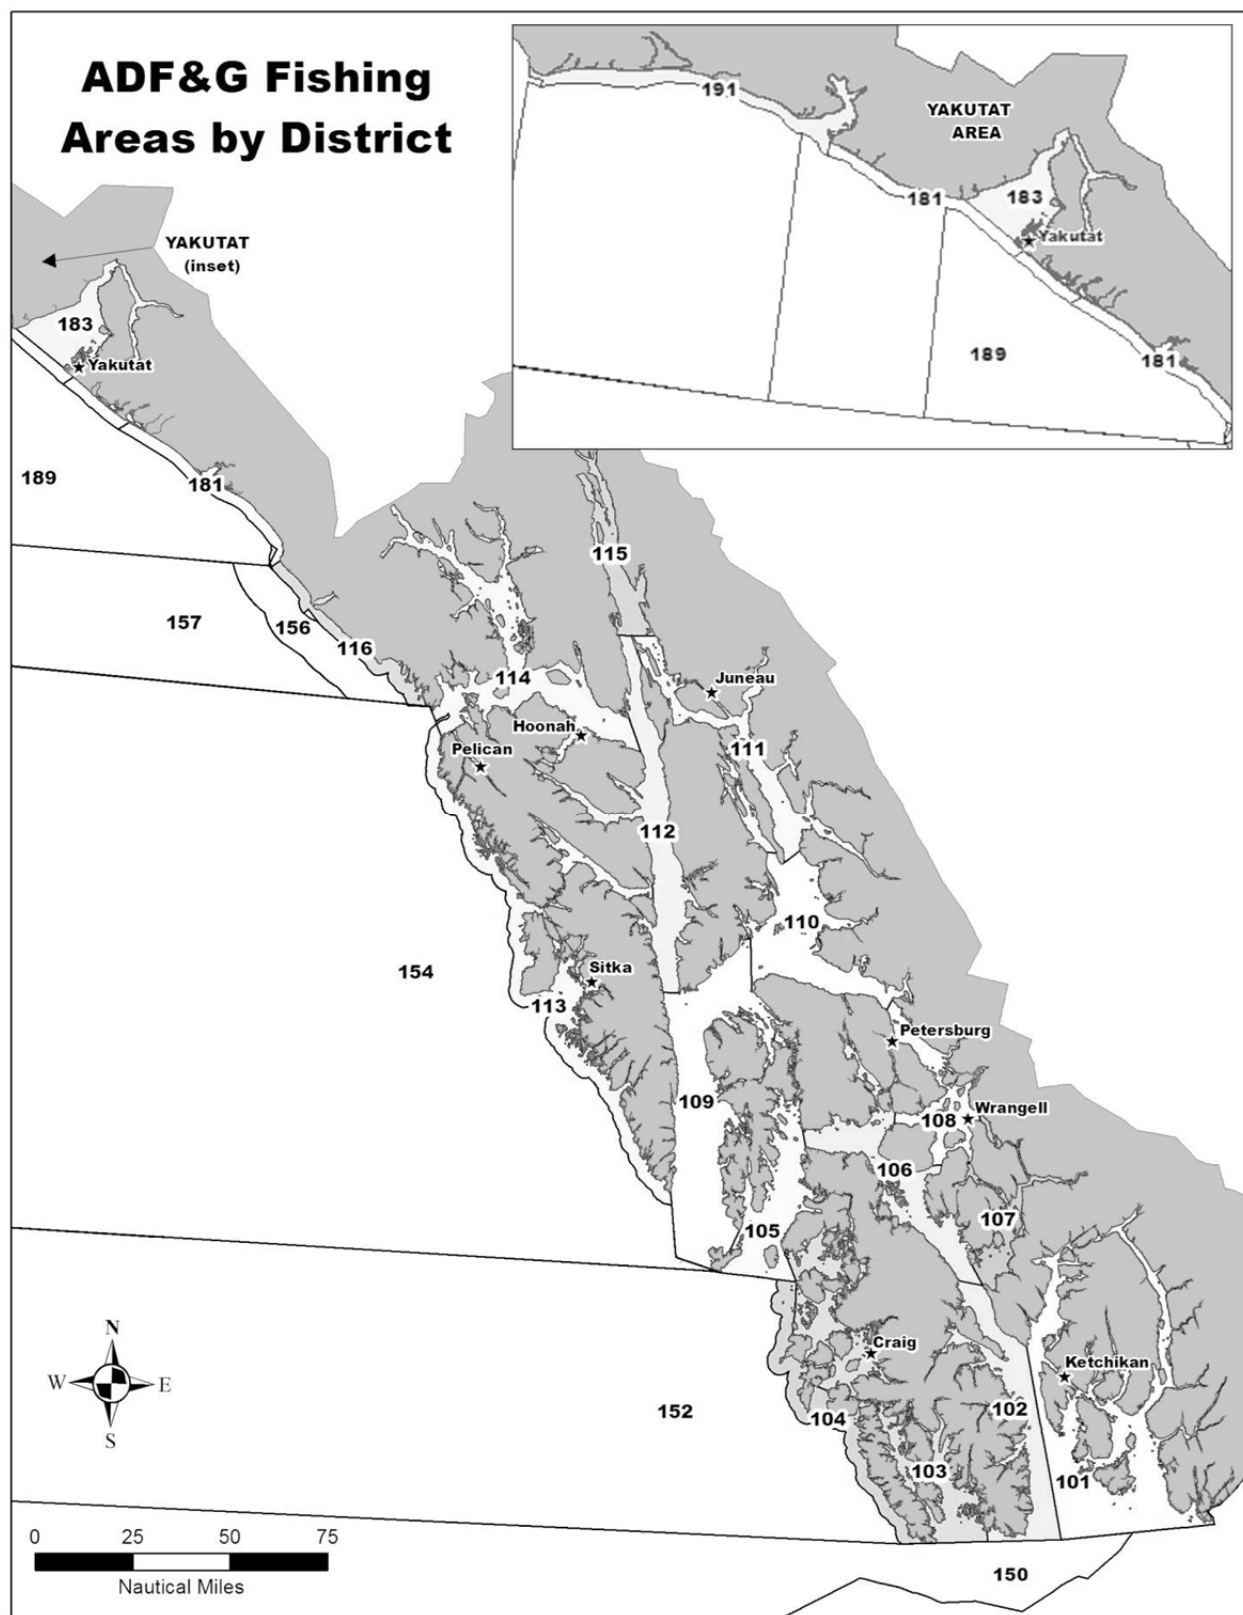 ADF&G Fishing
Areas by District
191
YAKUTAT
AREA
181
183
Yakutat
189
181
YAKUTAT
(inset)
183
Yakutat
189
181
115
157
156
116
114
Juneau
Hoonah
Pelican
111
112
110
154
Sitka
113
Petersburg
109
108
Wrangell
106
107
105
N
W
E
S
Craig
Ketchikan
152
104
102
103
101
0
25
50
75
Nautical Miles
150